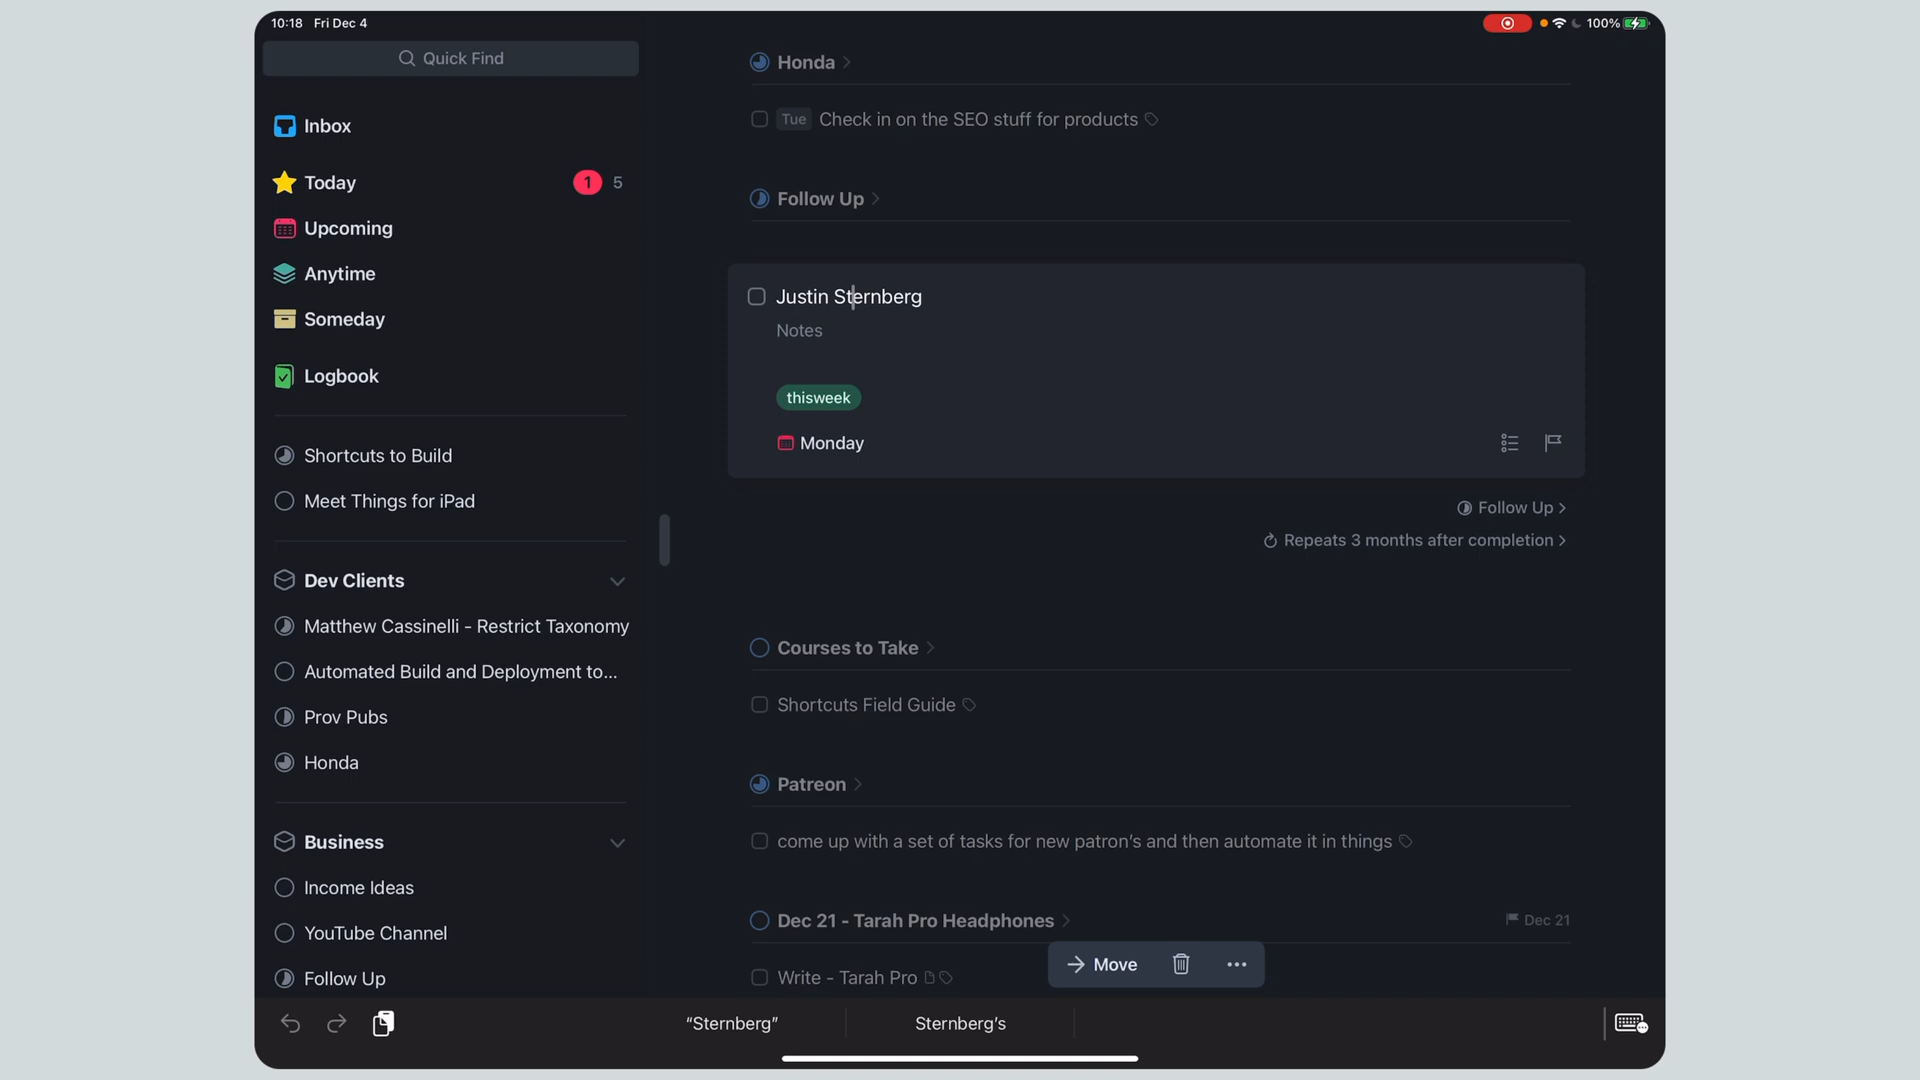 10:18 Fri Dec 4
100%
Quick Find
Inbox
Today 1 5
Upcoming
Anytime
Someday
Logbook
Shortcuts to Build
Meet Things for iPad
Dev Clients
Matthew Cassinelli - Restrict Taxonomy
Automated Build and Deployment to...
Prov Pubs
Honda
Business
Income Ideas
YouTube Channel
Follow Up
Honda
Tue Check in on the SEO stuff for products
Follow Up
Justin Sternberg
Notes
thisweek
Monday
Follow Up
Repeats 3 months after completion
Courses to Take
Shortcuts Field Guide
Patreon
come up with a set of tasks for new patron's and then automate it in things
Dec 21 - Tarah Pro Headphones Dec 21
Write - Tarah Pro
Move
“Sternberg” Sternberg's